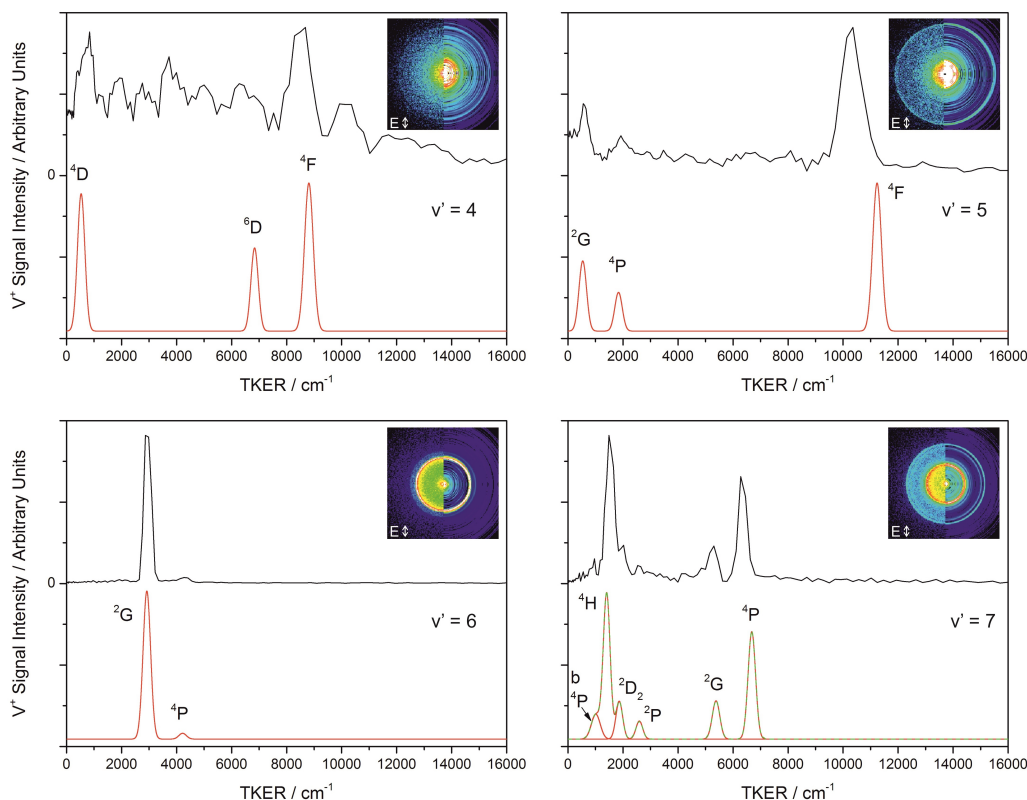 V⁺ Signal Intensity / Arbitrary Units
0
⁴D
⁶D
⁴F
v' = 4
E
0 2000 4000 6000 8000 10000 12000 14000 16000
TKER / cm⁻¹
²G
⁴P
⁴F
v' = 5
E
0 2000 4000 6000 8000 10000 12000 14000 16000
TKER / cm⁻¹
V⁺ Signal Intensity / Arbitrary Units
0
²G
⁴P
v' = 6
E
0 2000 4000 6000 8000 10000 12000 14000 16000
TKER / cm⁻¹
⁴H
b
⁴P
²D₂
²P
²G
⁴P
v' = 7
E
0 2000 4000 6000 8000 10000 12000 14000 16000
TKER / cm⁻¹